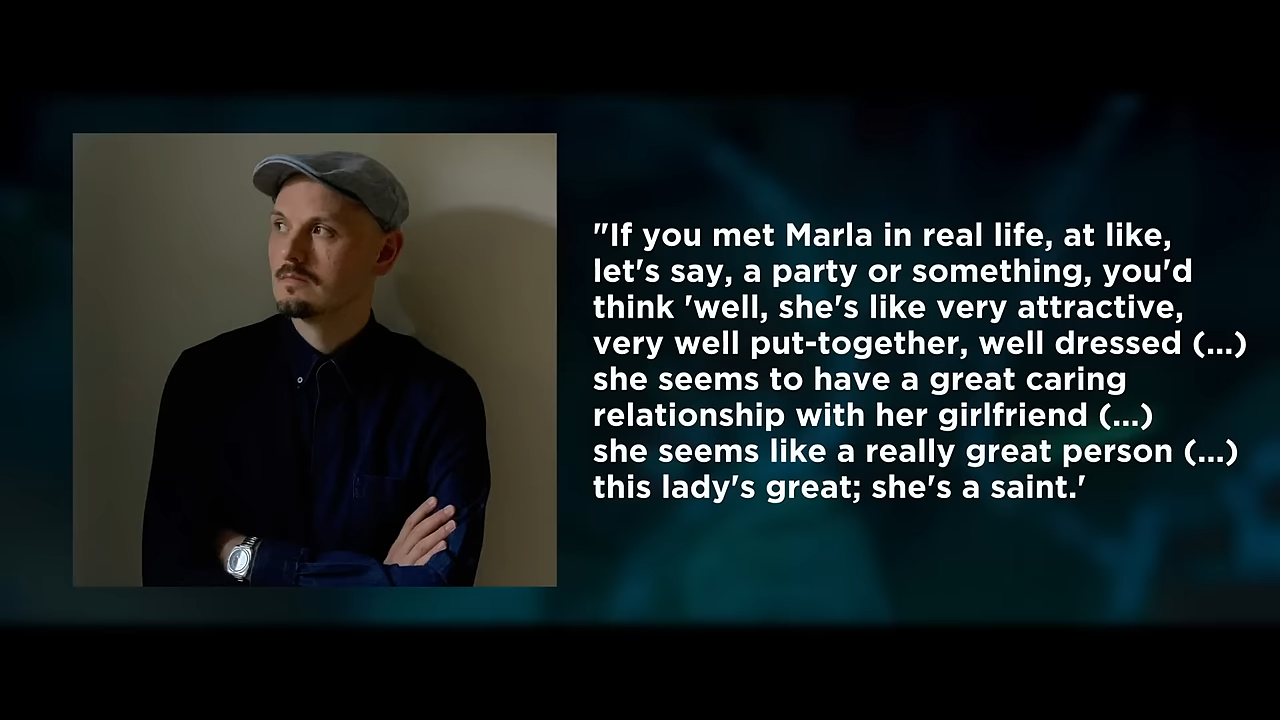 "If you met Marla in real life, at like,
let's say, a party or something, you'd
think 'well, she's like very attractive,
very well put-together, well dressed (...)
she seems to have a great caring
relationship with her girlfriend (...)
she seems like a really great person (...)
this lady's great; she's a saint.'